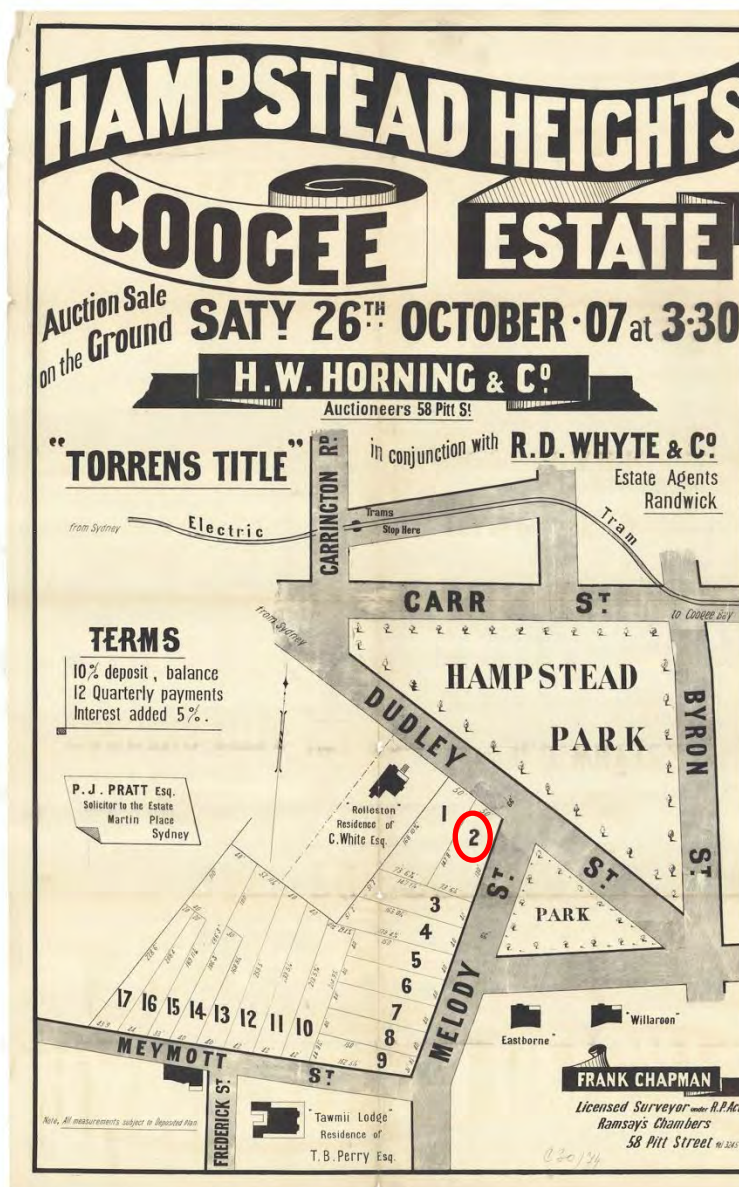 HAMPSTEAD HEIGHTS
COOGEE ESTATE
Auction Sale
on the Ground
SATY 26TH OCTOBER · 07 at 3·30
H.W. HORNING & Co
Auctioneers 58 Pitt St
"TORRENS TITLE"
in conjunction with R.D. WHYTE & Co
Estate Agents
Randwick
CARRINGTON RD
from Sydney
Electric
Trams
Stop Here
Tram
CARR ST
to Coogee Bay
from Sydney
TERMS
10% deposit, balance
12 Quarterly payments
Interest added 5%.
HAMPSTEAD
PARK
DUDLEY ST
BYRON ST
P.J. PRATT Esq.
Solicitor to the Estate
Martin Place
Sydney
"Rolleston"
Residence of
C. White Esq.
1
2
3
4
5
6
7
8
9
PARK
MELODY ST
17 16 15 14 13 12 11 10
MEYMOTT ST
Eastborne"
"Willaroon"
FREDERICK ST
"Tawmii Lodge"
Residence of
T.B. Perry Esq.
Note, All measurements subject to Deposited Plan
FRANK CHAPMAN
Licensed Surveyor under R.P. Act
Ramsay's Chambers
58 Pitt Street